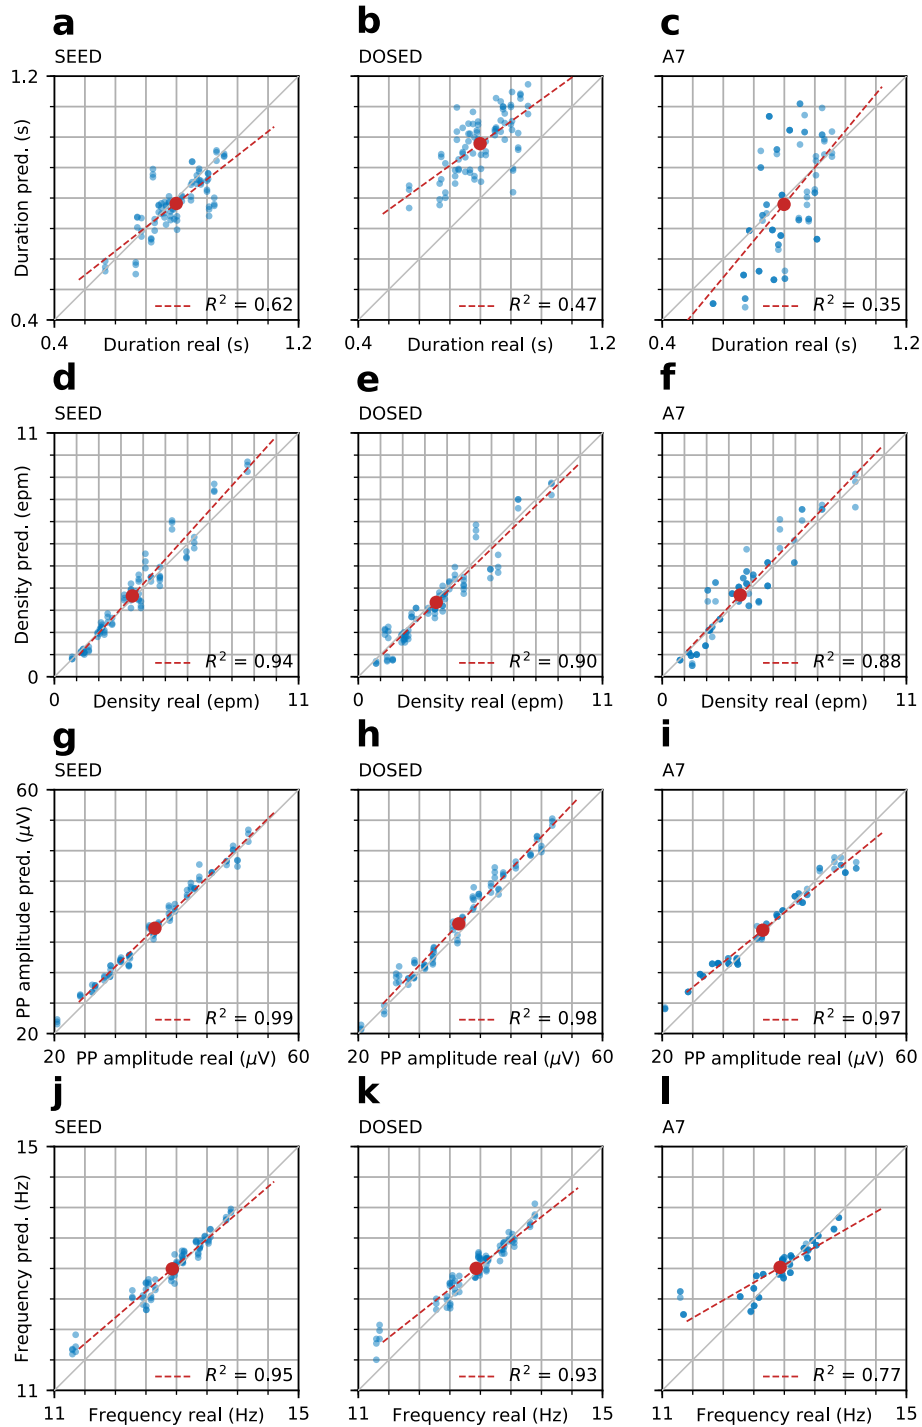 a b c
SEED DOSED A7
1.2
Duration pred. (s)
R² = 0.62 R² = 0.47 R² = 0.35
0.4
0.4 Duration real (s) 1.2 0.4 Duration real (s) 1.2 0.4 Duration real (s) 1.2
d e f
SEED DOSED A7
11
Density pred. (epm)
R² = 0.94 R² = 0.90 R² = 0.88
0
0 Density real (epm) 11 0 Density real (epm) 11 0 Density real (epm) 11
g h i
SEED DOSED A7
60
PP amplitude pred. (μV)
R² = 0.99 R² = 0.98 R² = 0.97
20
20 PP amplitude real (μV) 60 20 PP amplitude real (μV) 60 20 PP amplitude real (μV) 60
j k l
SEED DOSED A7
15
Frequency pred. (Hz)
R² = 0.95 R² = 0.93 R² = 0.77
11
11 Frequency real (Hz) 15 11 Frequency real (Hz) 15 11 Frequency real (Hz) 15